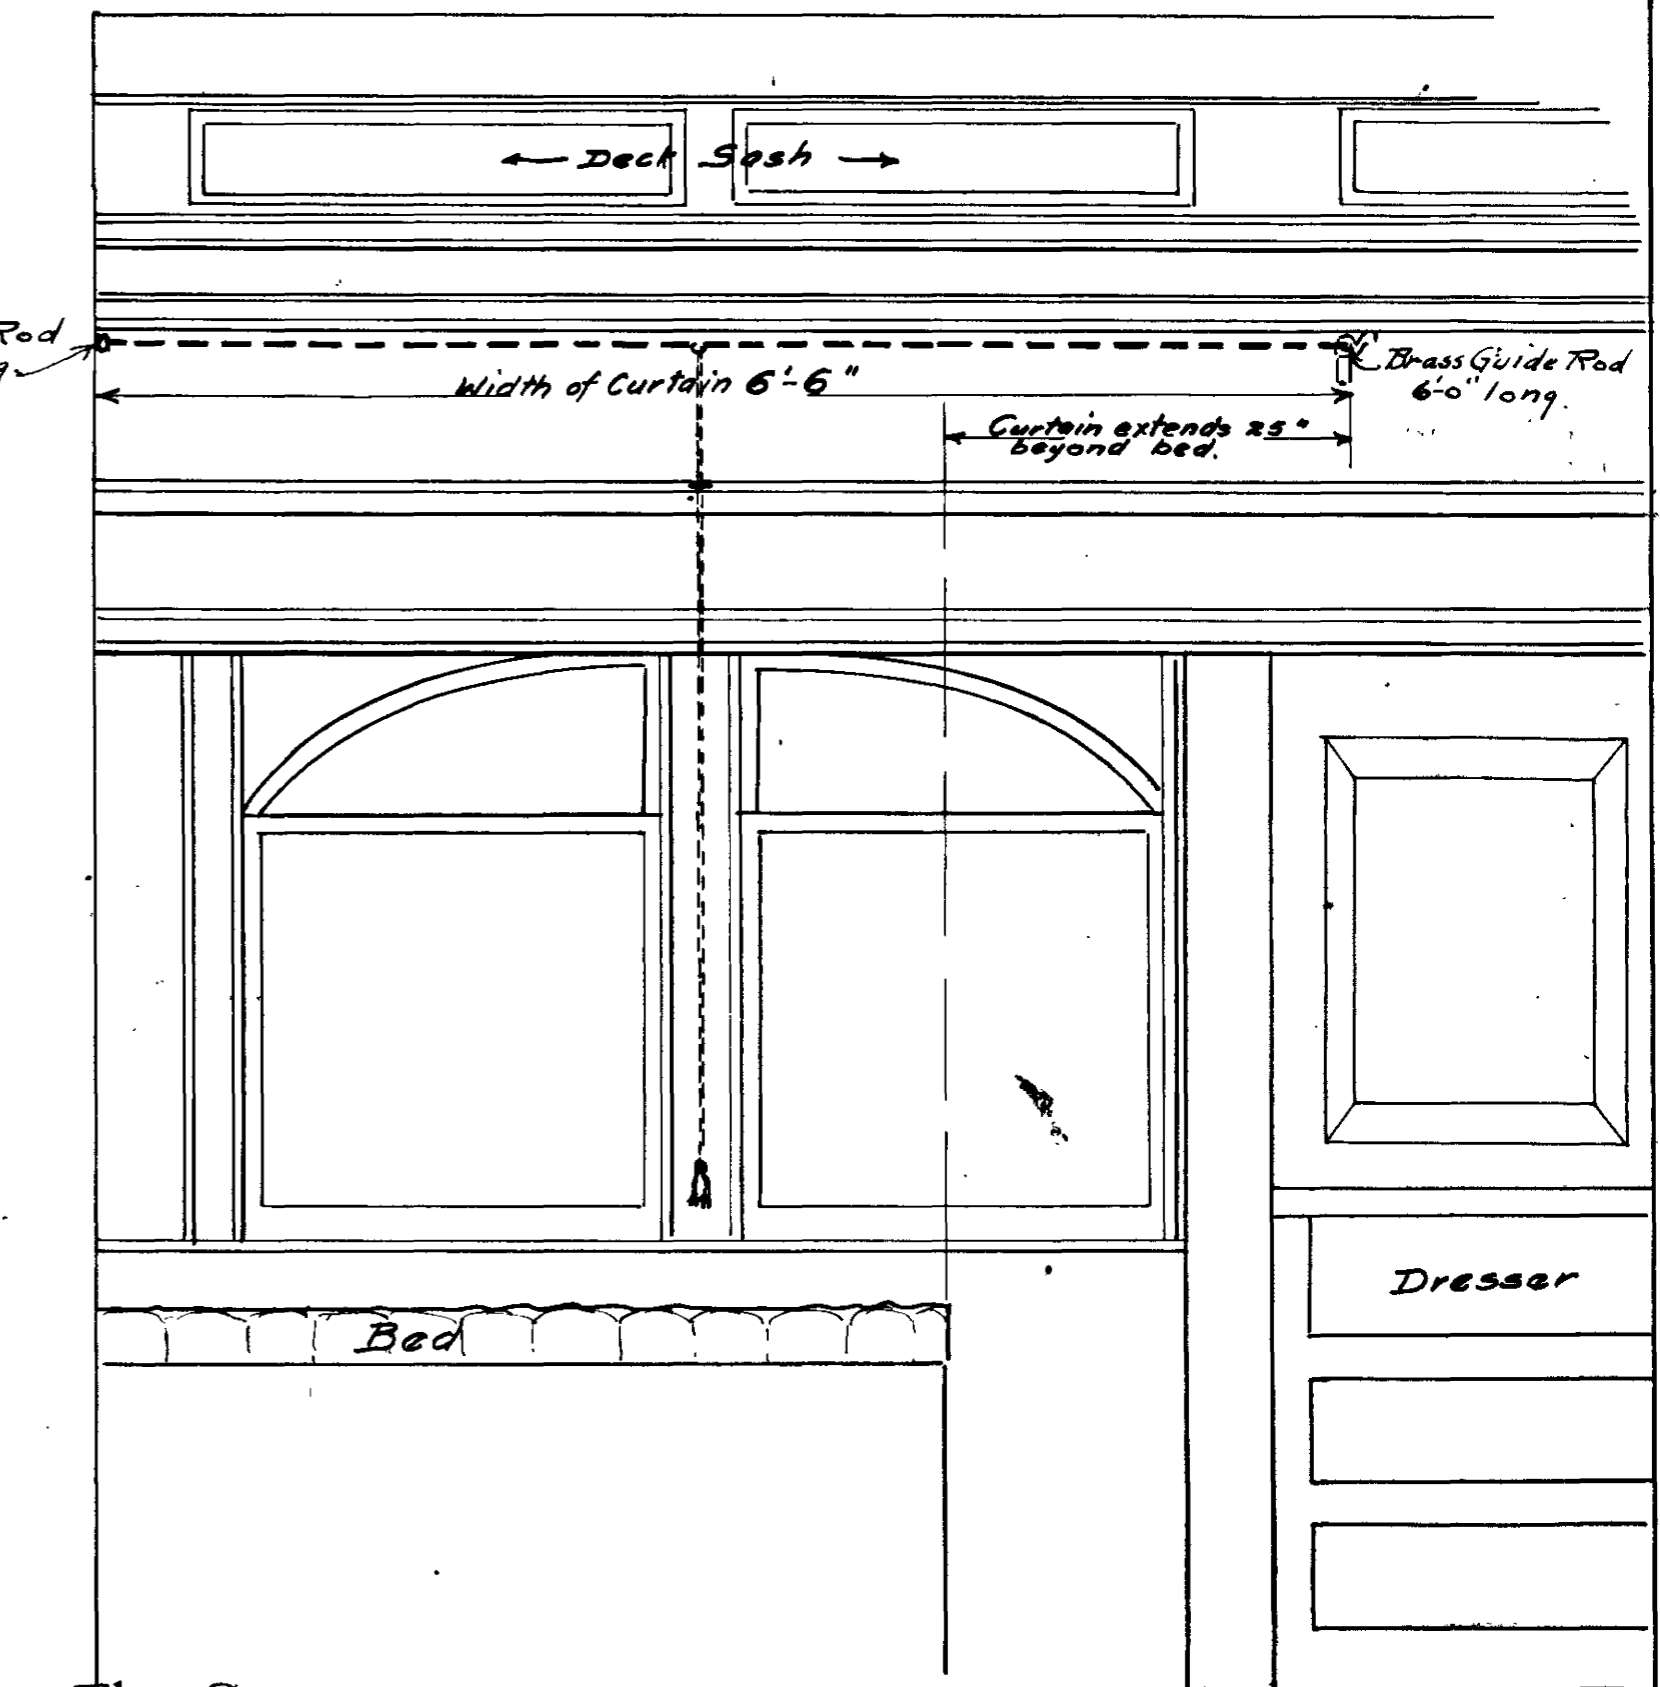 ← Deck Sash →
Rod
Width of Curtain 6'-6"
Brass Guide Rod
6'-0" long.
Curtain extends 25"
beyond bed.
Bed
Dresser